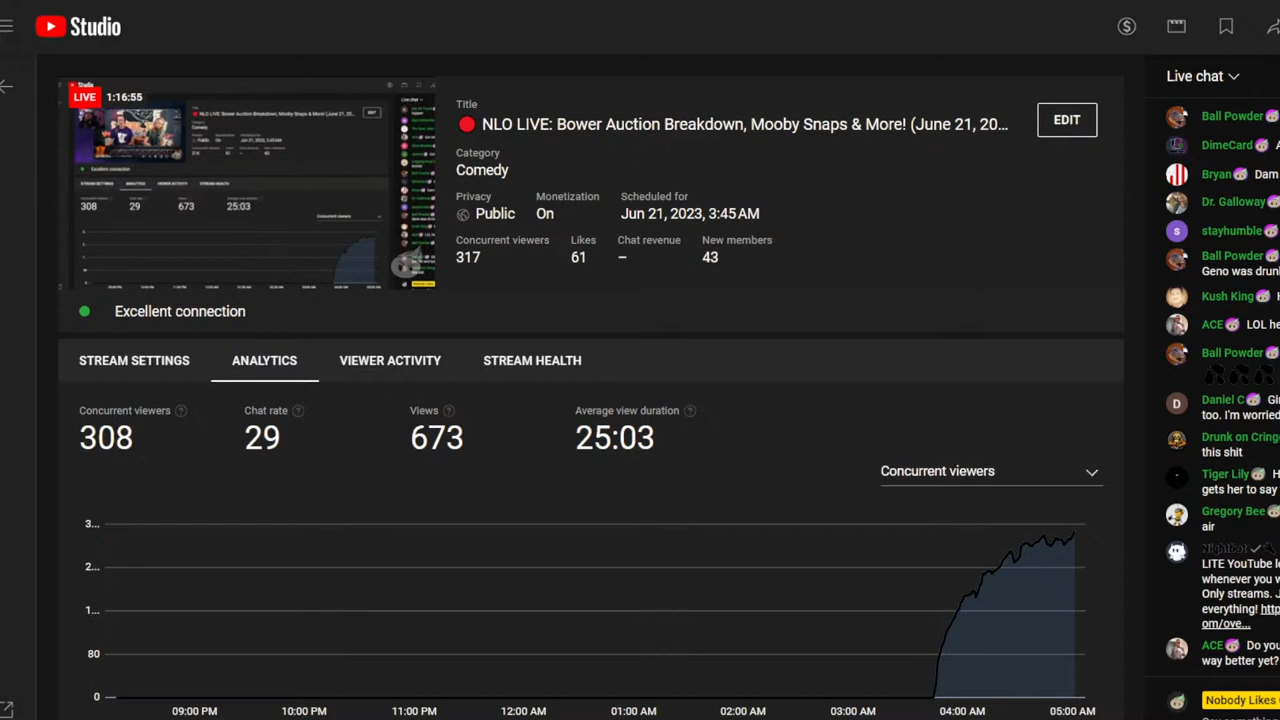 Studio
LIVE 1:16:55
Title
NLO LIVE: Bower Auction Breakdown, Mooby Snaps & More! (June 21, 20...
EDIT
Category
Comedy
Privacy
Public
Monetization
On
Scheduled for
Jun 21, 2023, 3:45 AM
Concurrent viewers
317
Likes
61
Chat revenue
–
New members
43
Excellent connection
STREAM SETTINGS
ANALYTICS
VIEWER ACTIVITY
STREAM HEALTH
Concurrent viewers
308
Chat rate
29
Views
673
Average view duration
25:03
Concurrent viewers
3...
2...
1...
80
0
09:00 PM 10:00 PM 11:00 PM 12:00 AM 01:00 AM 02:00 AM 03:00 AM 04:00 AM 05:00 AM
Live chat
Ball Powder
DimeCard
Bryan Dam
Dr. Galloway
stayhumble
Ball Powder
Geno was drun
Kush King
ACE LOL he
Ball Powder
Daniel C Gi
too. I'm worried
Drunk on Cring
this shit
Tiger Lily H
gets her to say
Gregory Bee
air
Nightbot
LITE YouTube l
whenever you w
Only streams. J
everything! http
om/ove...
ACE Do you
way better yet?
Nobody Likes